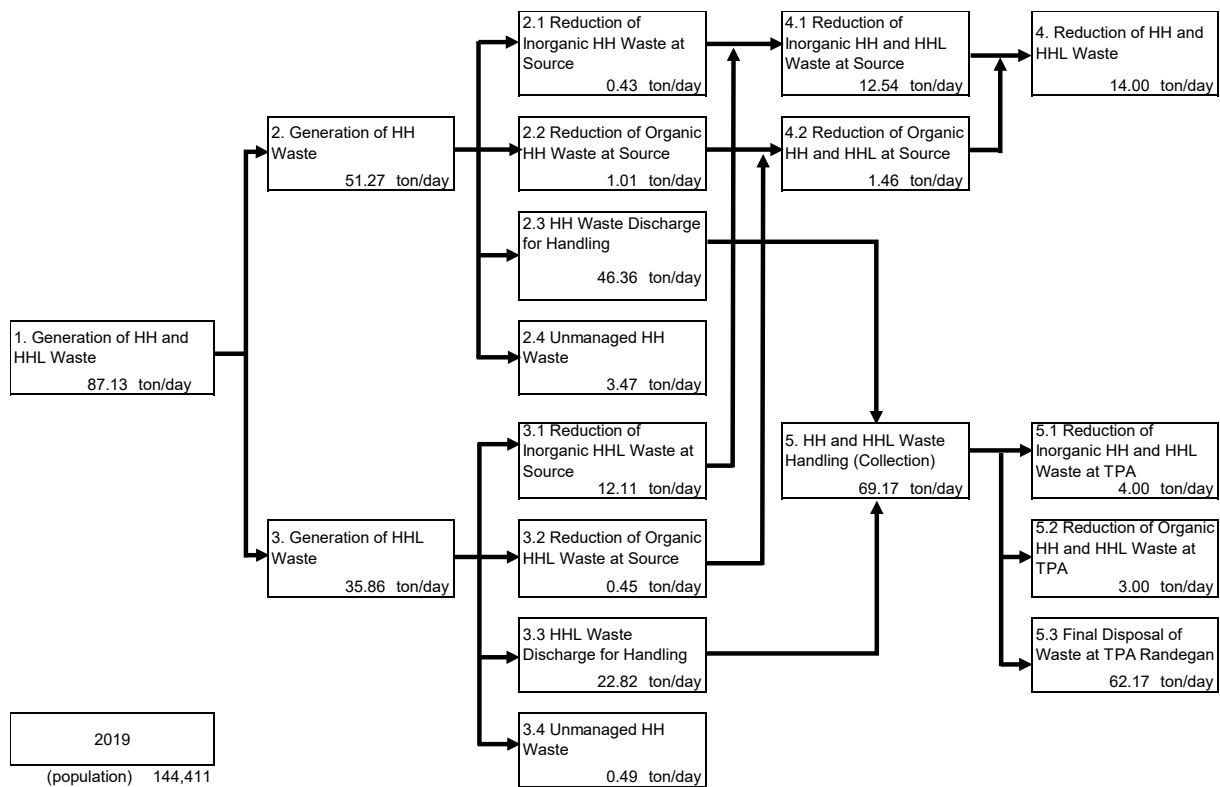 1. Generation of HH and
HHL Waste
87.13 ton/day
2. Generation of HH
Waste
51.27 ton/day
3. Generation of HHL
Waste
35.86 ton/day
2.1 Reduction of
Inorganic HH Waste at
Source
0.43 ton/day
2.2 Reduction of Organic
HH Waste at Source
1.01 ton/day
2.3 HH Waste Discharge
for Handling
46.36 ton/day
2.4 Unmanaged HH
Waste
3.47 ton/day
3.1 Reduction of
Inorganic HHL Waste at
Source
12.11 ton/day
3.2 Reduction of Organic
HHL Waste at Source
0.45 ton/day
3.3 HHL Waste
Discharge for Handling
22.82 ton/day
3.4 Unmanaged HH
Waste
0.49 ton/day
4.1 Reduction of
Inorganic HH and HHL
Waste at Source
12.54 ton/day
4.2 Reduction of Organic
HH and HHL at Source
1.46 ton/day
4. Reduction of HH and
HHL Waste
14.00 ton/day
5. HH and HHL Waste
Handling (Collection)
69.17 ton/day
5.1 Reduction of
Inorganic HH and HHL
Waste at TPA
4.00 ton/day
5.2 Reduction of Organic
HH and HHL Waste at
TPA
3.00 ton/day
5.3 Final Disposal of
Waste at TPA Randegan
62.17 ton/day
2019
(population) 144,411